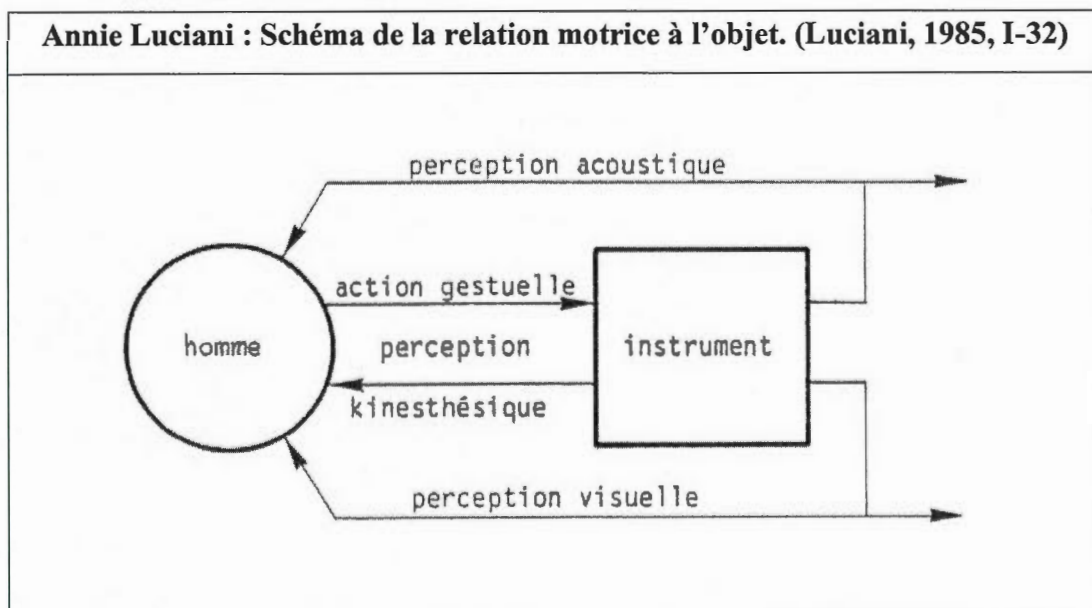 Annie Luciani : Schéma de la relation motrice à l'objet. (Luciani, 1985, I-32)
perception acoustique
action gestuelle
homme
perception
instrument
kinesthésique
perception visuelle